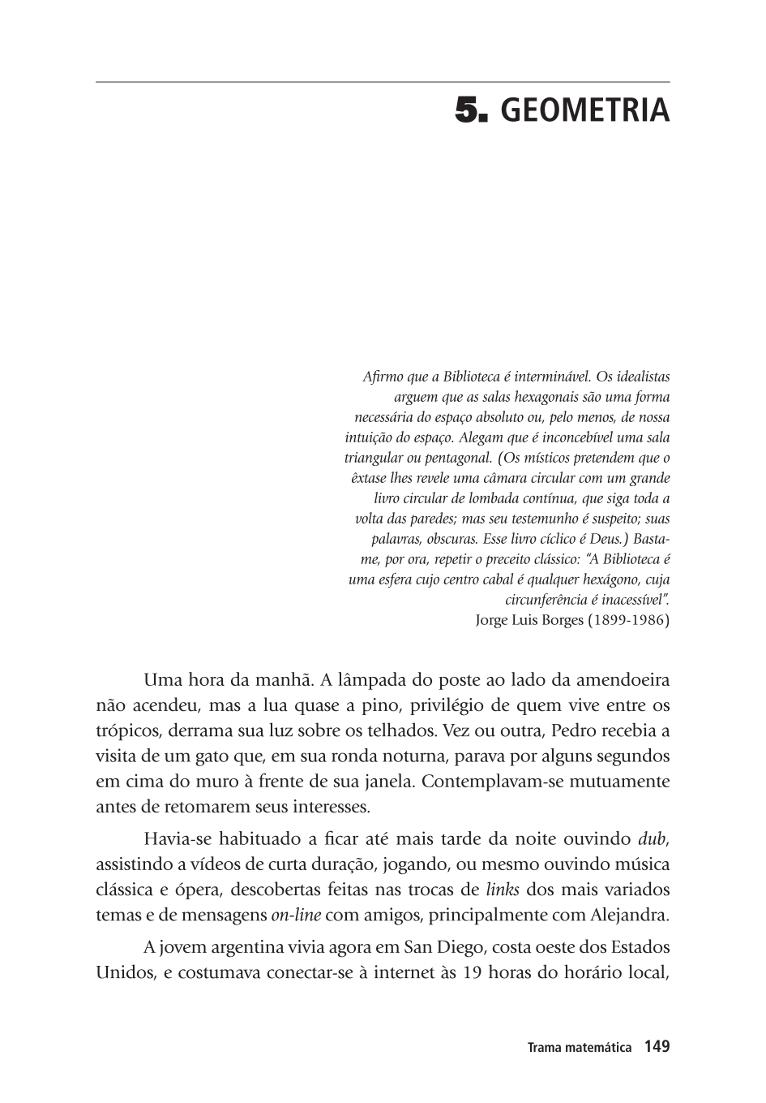 5. GEOMETRIA
Afirmo que a Biblioteca é interminável. Os idealistas
arguem que as salas hexagonais são uma forma
necessária do espaço absoluto ou, pelo menos, de nossa
intuição do espaço. Alegam que é inconcebível uma sala
triangular ou pentagonal. (Os místicos pretendem que o
êxtase lhes revele uma câmara circular com um grande
livro circular de lombada contínua, que siga toda a
volta das paredes; mas seu testemunho é suspeito; suas
palavras, obscuras. Esse livro cíclico é Deus.) Basta-
me, por ora, repetir o preceito clássico: “A Biblioteca é
uma esfera cujo centro cabal é qualquer hexágono, cuja
circunferência é inacessível”.
Jorge Luis Borges (1899-1986)
Uma hora da manhã. A lâmpada do poste ao lado da amendoeira
não acendeu, mas a lua quase a pino, privilégio de quem vive entre os
trópicos, derrama sua luz sobre os telhados. Vez ou outra, Pedro recebia a
visita de um gato que, em sua ronda noturna, parava por alguns segundos
em cima do muro à frente de sua janela. Contemplavam-se mutuamente
antes de retomarem seus interesses.
Havia-se habituado a ficar até mais tarde da noite ouvindo dub,
assistindo a vídeos de curta duração, jogando, ou mesmo ouvindo música
clássica e ópera, descobertas feitas nas trocas de links dos mais variados
temas e de mensagens on-line com amigos, principalmente com Alejandra.
A jovem argentina vivia agora em San Diego, costa oeste dos Estados
Unidos, e costumava conectar-se à internet às 19 horas do horário local,
Trama matemática 149